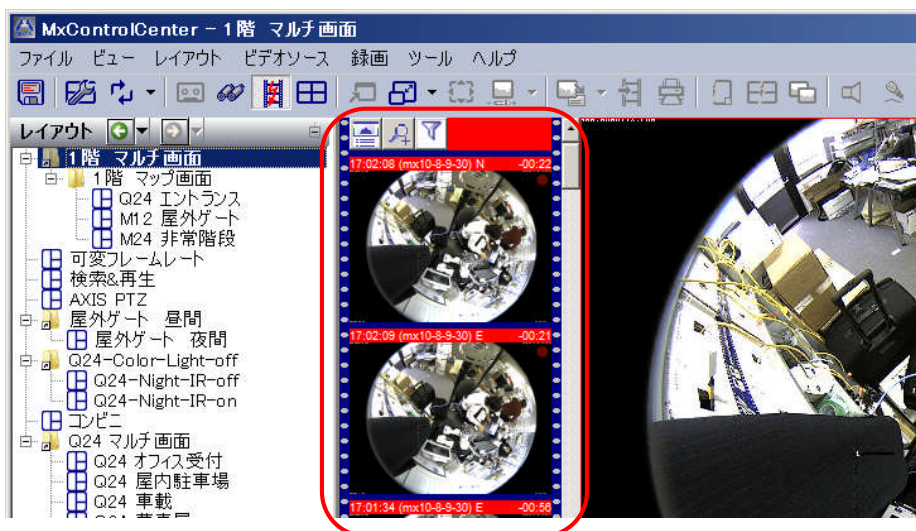 MxControlCenter - 1階 マルチ画面
ファイル ビュー レイアウト ビデオソース 録画 ツール ヘルプ
レイアウト
1階 マルチ画面
1階 マップ画面
Q24 エントランス
M12 屋外ゲート
M24 非常階段
可変フレームレート
検索&再生
AXIS PTZ
屋外ゲート 昼間
屋外ゲート 夜間
Q24-Color-Light-off
Q24-Night-IR-off
Q24-Night-IR-on
コンビニ
Q24 マルチ画面
Q24 オフィス受付
Q24 屋内駐車場
Q24 車載
17:02:08 (mx10-8-9-30) N -00:22
17:02:09 (mx10-8-9-30) E -00:21
17:01:34 (mx10-8-9-30) E -00:56